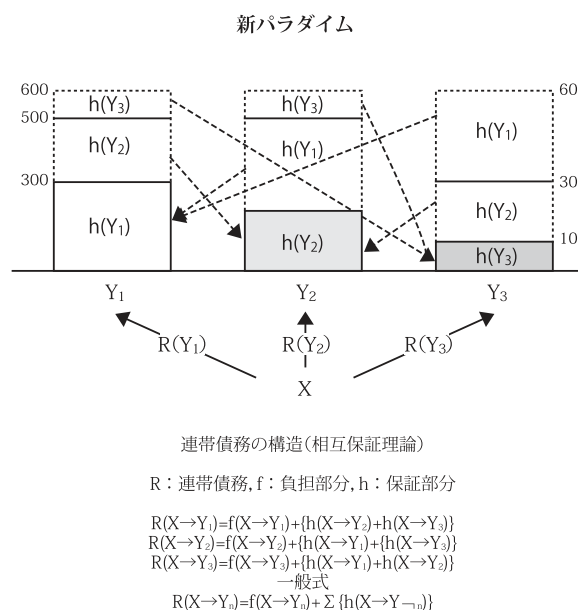 新パラダイム
600
500
300
h(Y₃)
h(Y₂)
h(Y₁)
h(Y₃)
h(Y₁)
h(Y₂)
h(Y₁)
h(Y₂)
h(Y₃)
60
30
10
Y₁
Y₂
Y₃
R(Y₁)
R(Y₂)
R(Y₃)
X
連帯債務の構造(相互保証理論)
R:連帯債務, f:負担部分, h:保証部分
R(X→Y₁)=f(X→Y₁)+{h(X→Y₂)+h(X→Y₃)}
R(X→Y₂)=f(X→Y₂)+{h(X→Y₁)+{h(X→Y₃)}
R(X→Y₃)=f(X→Y₃)+{h(X→Y₁)+h(X→Y₂)}
一般式
R(X→Yₙ)=f(X→Yₙ)+Σ{h(X→Y¬ₙ)}